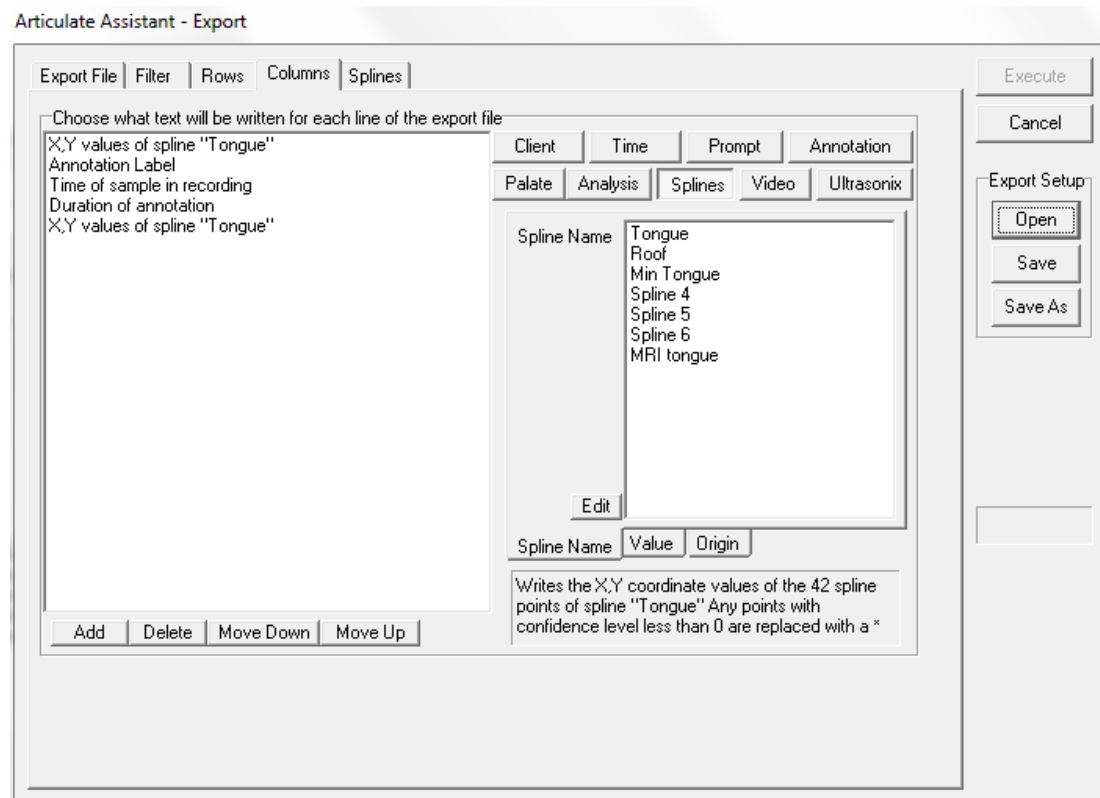 Articulate Assistant - Export
Export File Filter Rows Columns Splines
Choose what text will be written for each line of the export file
X,Y values of spline "Tongue"
Annotation Label
Time of sample in recording
Duration of annotation
X,Y values of spline "Tongue"
Add Delete Move Down Move Up
Client Time Prompt Annotation
Palate Analysis Splines Video Ultrasonix
Spline Name
Tongue
Roof
Min Tongue
Spline 4
Spline 5
Spline 6
MRI tongue
Edit
Spline Name Value Origin
Writes the X,Y coordinate values of the 42 spline
points of spline "Tongue" Any points with
confidence level less than 0 are replaced with a *
Execute
Cancel
Export Setup
Open
Save
Save As